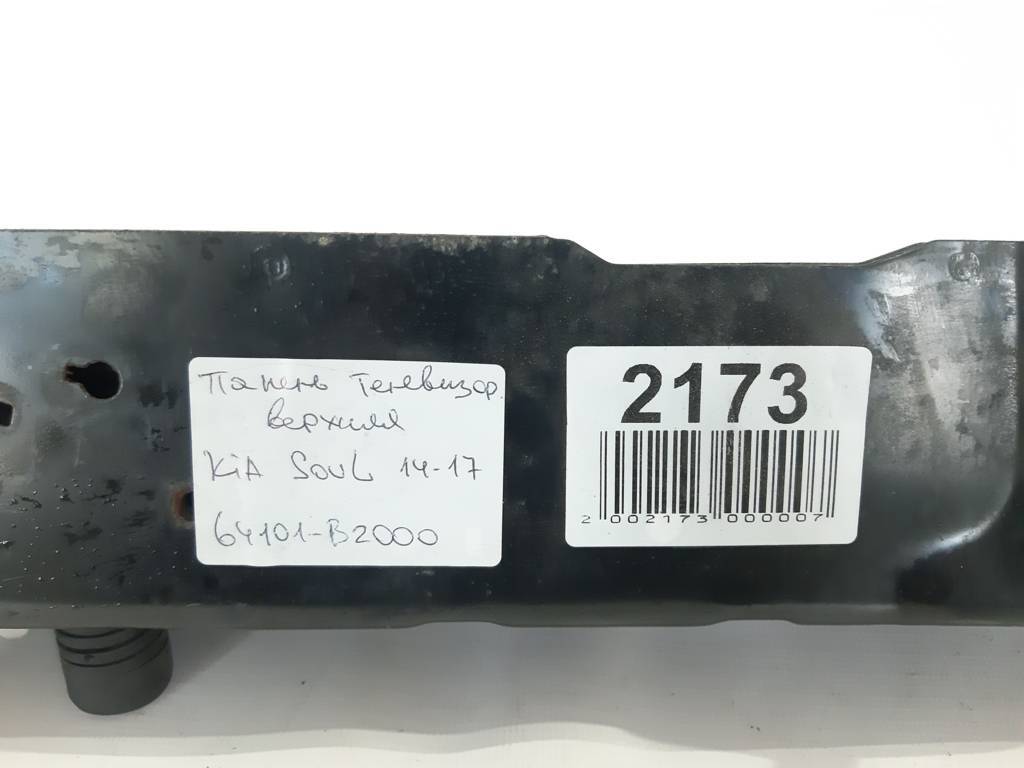 Панель телевизор.
верхняя
KiA SouL 14-17
64101-B2000
2173
2 002173 000007